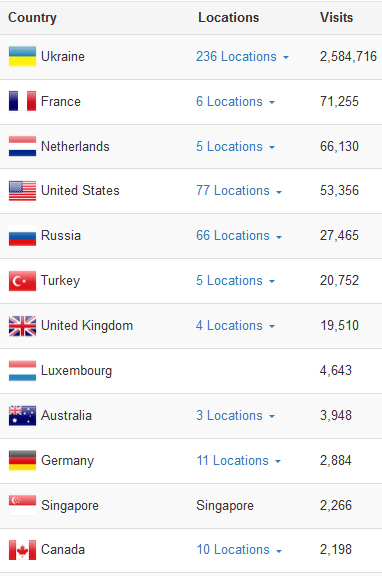 Country Locations Visits
Ukraine 236 Locations 2,584,716
France 6 Locations 71,255
Netherlands 5 Locations 66,130
United States 77 Locations 53,356
Russia 66 Locations 27,465
Turkey 5 Locations 20,752
United Kingdom 4 Locations 19,510
Luxembourg 4,643
Australia 3 Locations 3,948
Germany 11 Locations 2,884
Singapore Singapore 2,266
Canada 10 Locations 2,198